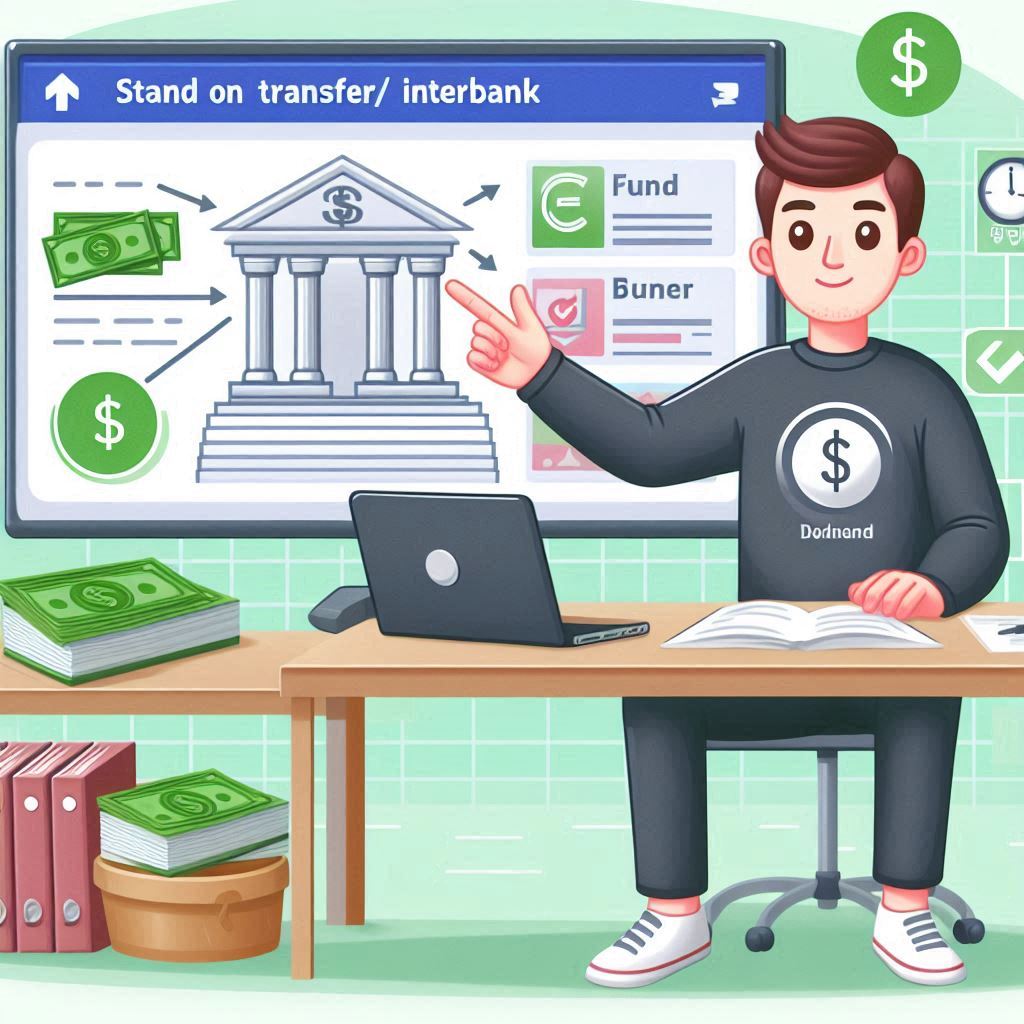 Stand on transfer/ interbank
$
Fund
Buner
$
$
Dodnand